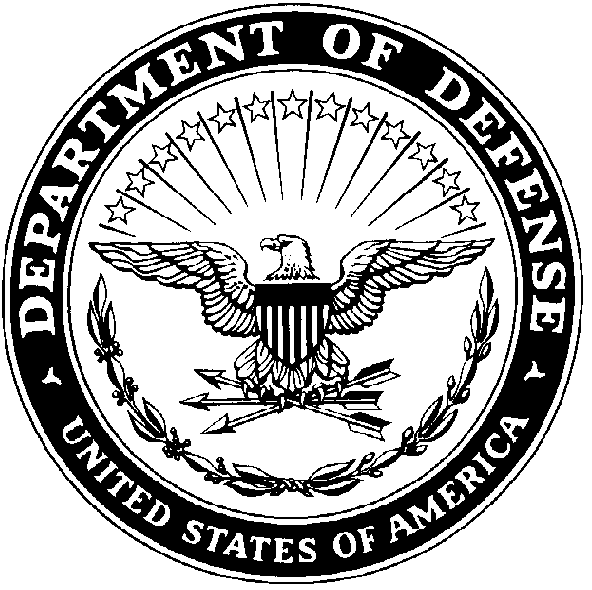 DEPARTMENT OF DEFENSE
UNITED STATES OF AMERICA